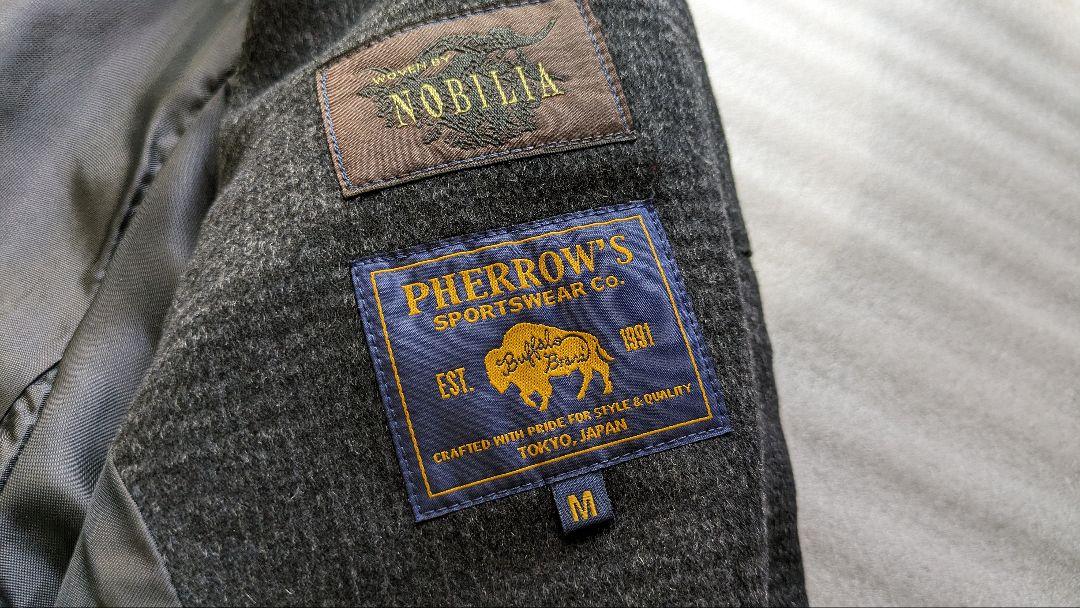 WOVEN BY
NOBILIA
PHERROW'S
SPORTSWEAR CO.
Buffalo
Brand
EST. 1991
CRAFTED WITH PRIDE FOR STYLE & QUALITY
TOKYO, JAPAN
M